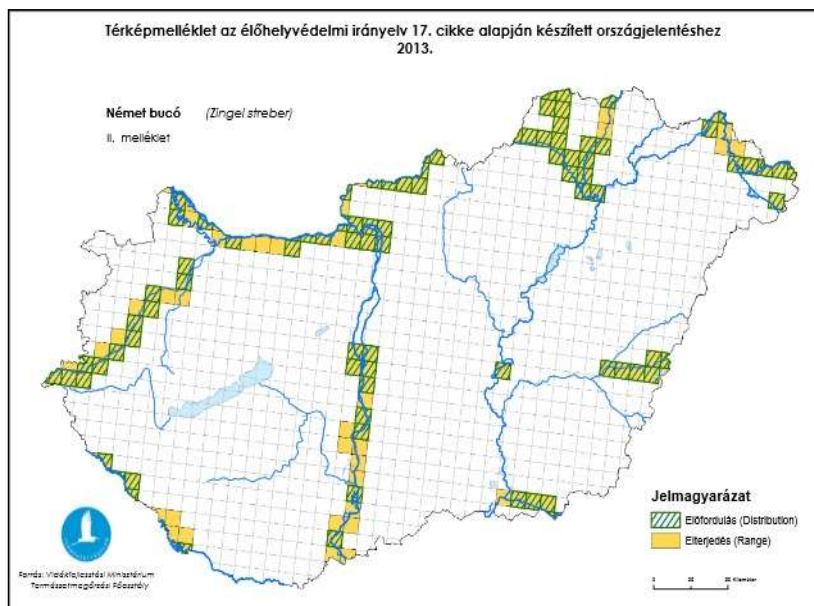 Térképmelléklet az élőhelyvédelmi irányelv 17. cikke alapján készített országjelentéshez
2013.
Német bucó (Zingel streber)
II. melléklet
Jelmagyarázat
Előfordulás (Distribution)
Elterjedés (Range)
Forrás: Vidékfejlesztési Minisztérium
Természetmegőrzési Főosztály
Kilométer